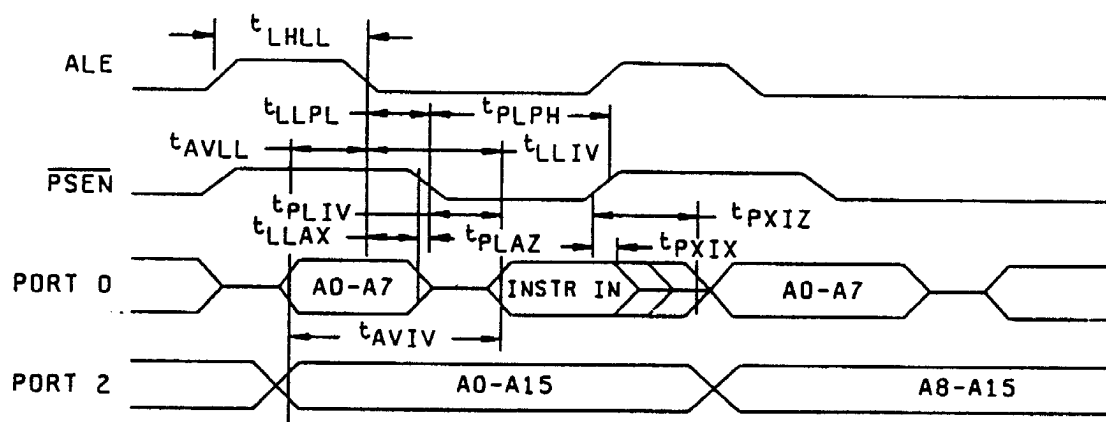 tLHLL
ALE
tLLPL tPLPH
tAVLL tLLIV
PSEN
tPLIV tPXIZ
tLLAX tPLAZ tPXIX
PORT 0 A0-A7 INSTR IN A0-A7
tAVIV
PORT 2 A0-A15 A8-A15